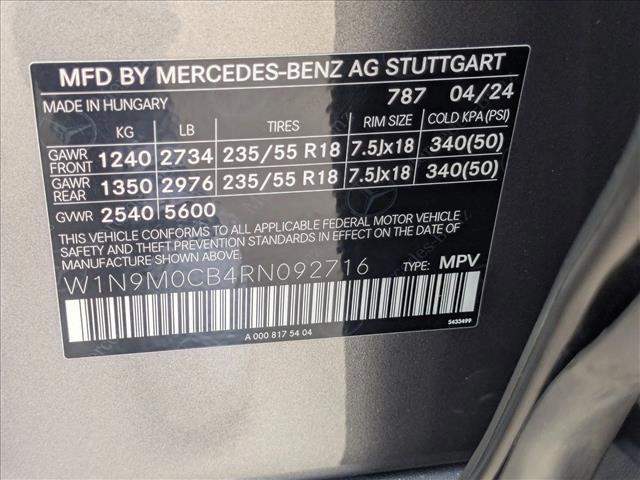 MFD BY MERCEDES-BENZ AG STUTTGART
MADE IN HUNGARY 787 04/24
KG LB TIRES RIM SIZE COLD KPA (PSI)
GAWR FRONT 1240 2734 235/55 R18 7.5Jx18 340(50)
GAWR REAR 1350 2976 235/55 R18 7.5Jx18 340(50)
GVWR 2540 5600
THIS VEHICLE CONFORMS TO ALL APPLICABLE FEDERAL MOTOR VEHICLE
SAFETY AND THEFT PREVENTION STANDARDS IN EFFECT ON THE DATE
OF MANUFACTURE SHOWN ABOVE.
W1N9M0CB4RN092716 TYPE: MPV
A 000 817 54 04 5433499